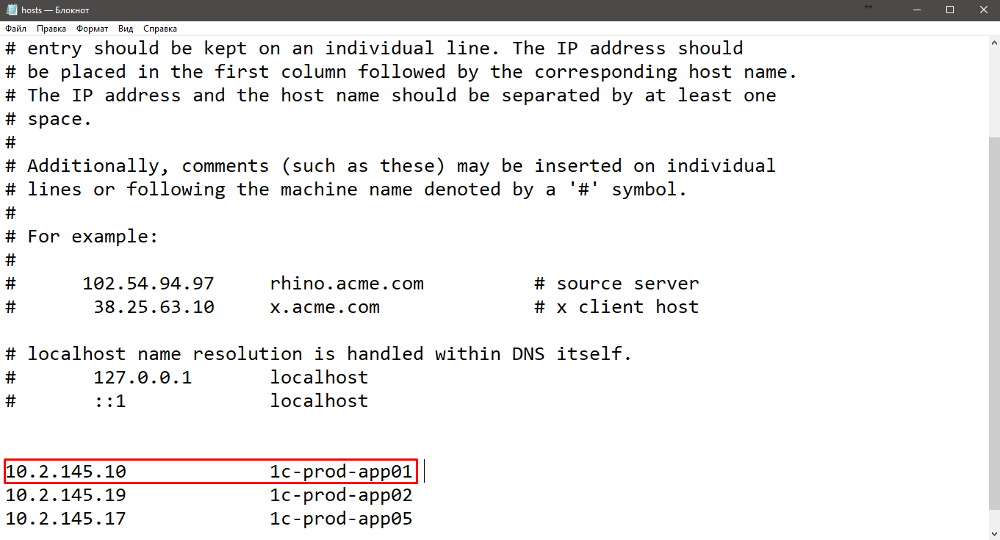 hosts — Блокнот
Файл Правка Формат Вид Справка
# entry should be kept on an individual line. The IP address should
# be placed in the first column followed by the corresponding host name.
# The IP address and the host name should be separated by at least one
# space.
#
# Additionally, comments (such as these) may be inserted on individual
# lines or following the machine name denoted by a '#' symbol.
#
# For example:
#
#      102.54.94.97     rhino.acme.com          # source server
#       38.25.63.10     x.acme.com              # x client host
# localhost name resolution is handled within DNS itself.
#       127.0.0.1       localhost
#       ::1             localhost
10.2.145.10             1c-prod-app01
10.2.145.19             1c-prod-app02
10.2.145.17             1c-prod-app05